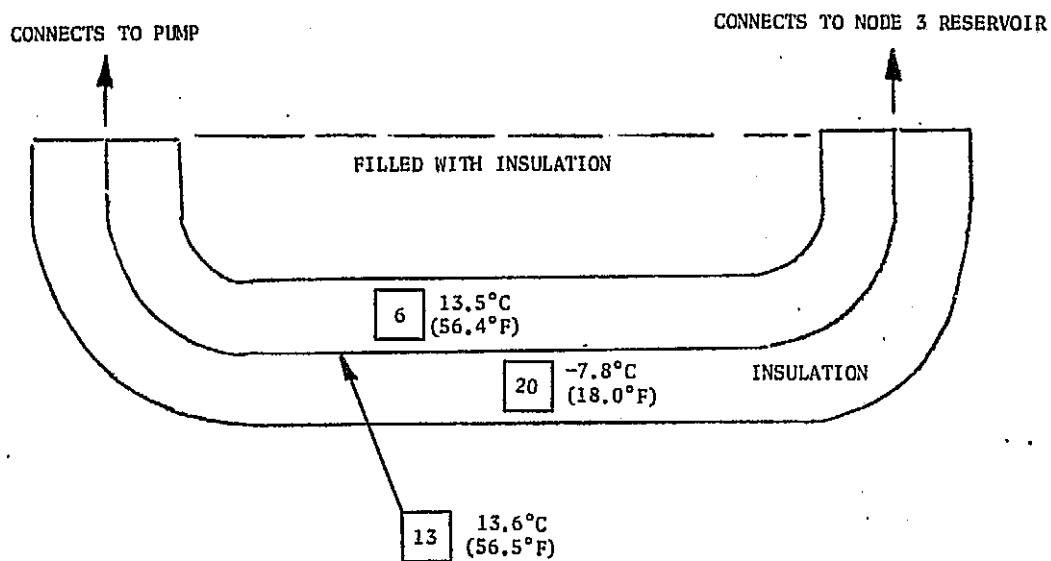 CONNECTS TO PUMP
CONNECTS TO NODE 3 RESERVOIR
FILLED WITH INSULATION
6
13.5°C
(56.4°F)
20
-7.8°C
(18.0°F)
INSULATION
13
13.6°C
(56.5°F)